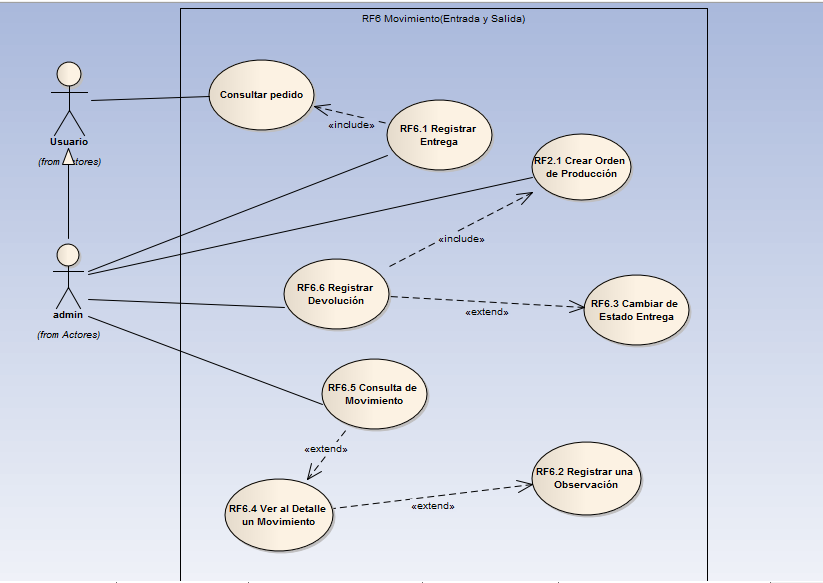 RF6 Movimiento(Entrada y Salida)
Consultar pedido
«include»
RF6.1 Registrar
Entrega
Usuario
(from Actores)
RF2.1 Crear Orden
de Producción
«include»
admin
(from Actores)
RF6.6 Registrar
Devolución
«extend»
RF6.3 Cambiar de
Estado Entrega
RF6.5 Consulta de
Movimiento
«extend»
RF6.4 Ver al Detalle
un Movimiento
«extend»
RF6.2 Registrar una
Observación